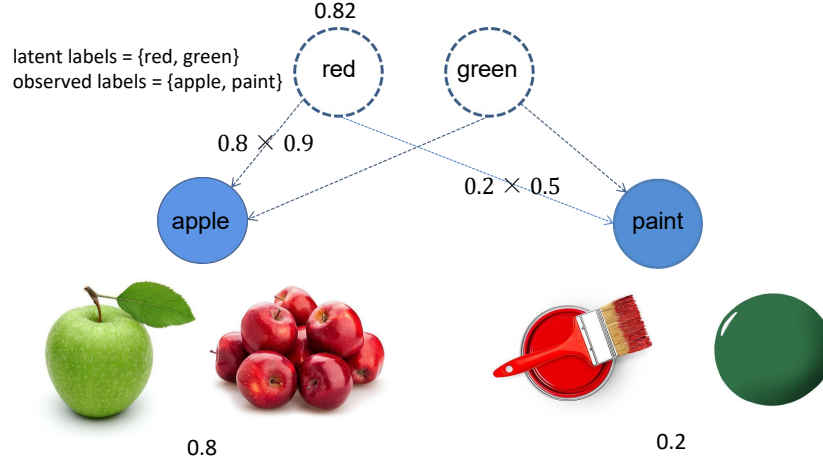 0.82
latent labels = {red, green}
observed labels = {apple, paint}
red
green
0.8 × 0.9
0.2 × 0.5
apple
paint
0.8
0.2